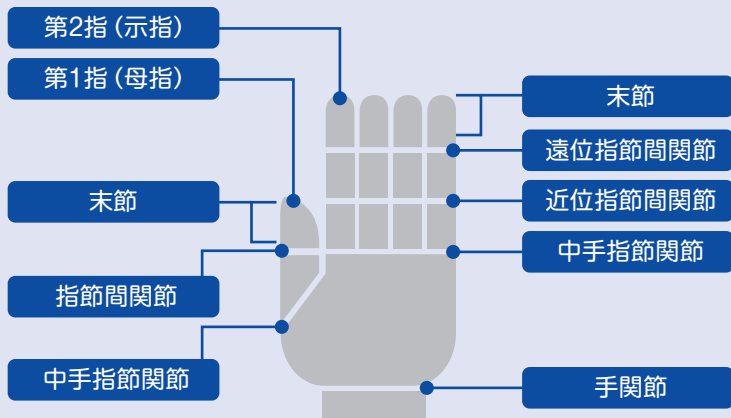 第2指（示指）
第1指（母指）
末節
指節間関節
中手指節関節
末節
遠位指節間関節
近位指節間関節
中手指節関節
手関節